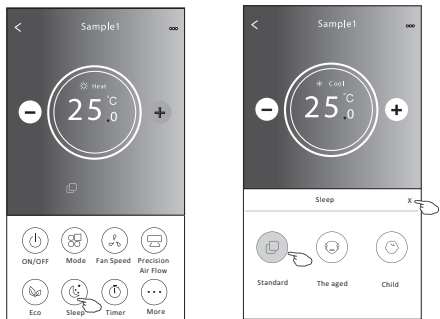 Sample1
Heat
25.0°C
ON/OFF
Mode
Fan Speed
Precision
Air Flow
Eco
Sleep
Timer
More
Sample1
Cool
25.0°C
Sleep
X
Standard
The aged
Child